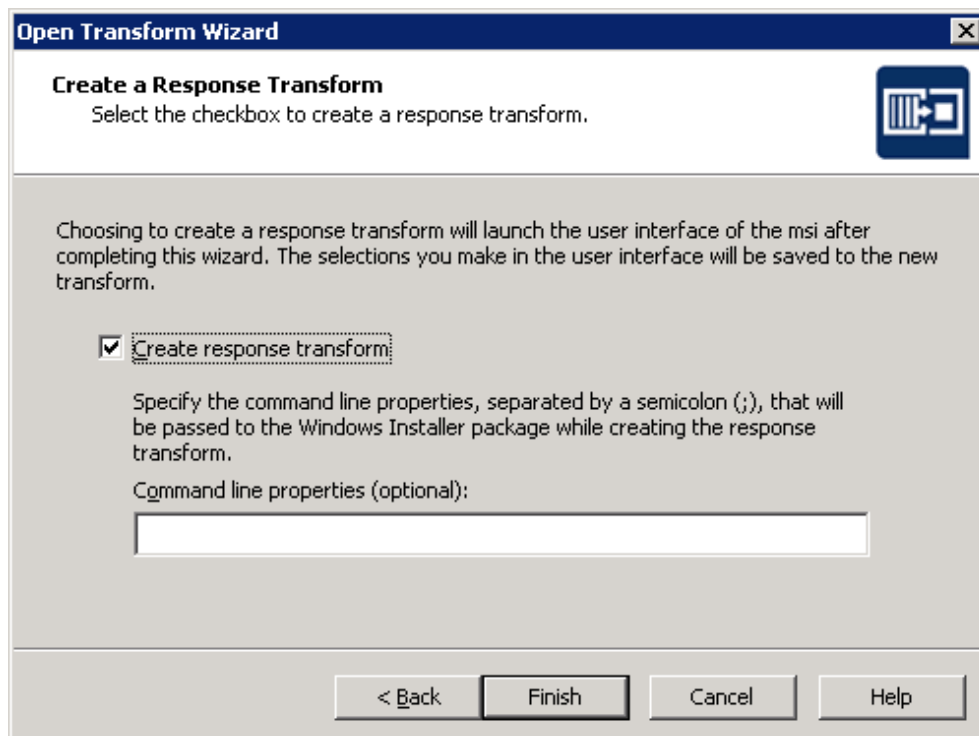 Open Transform Wizard
Create a Response Transform
Select the checkbox to create a response transform.
Choosing to create a response transform will launch the user interface of the msi after
completing this wizard. The selections you make in the user interface will be saved to the new
transform.
Create response transform
Specify the command line properties, separated by a semicolon (;), that will
be passed to the Windows Installer package while creating the response
transform.
Command line properties (optional):
< Back Finish Cancel Help